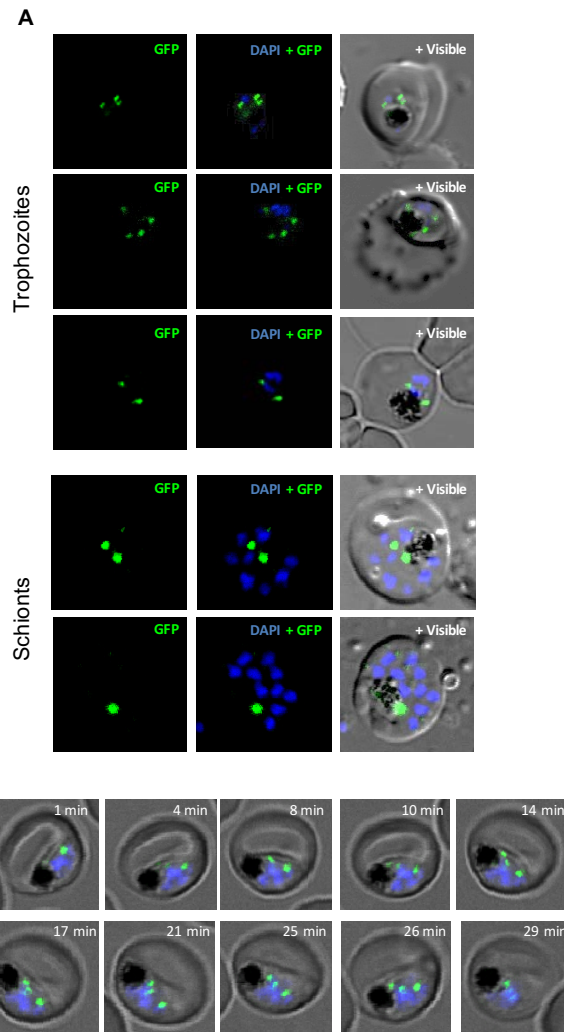 A
GFP DAPI + GFP + Visible
GFP DAPI + GFP + Visible
Trophozoites
GFP DAPI + GFP + Visible
GFP DAPI + GFP + Visible
Schionts
GFP DAPI + GFP + Visible
1 min 4 min 8 min 10 min 14 min
17 min 21 min 25 min 26 min 29 min